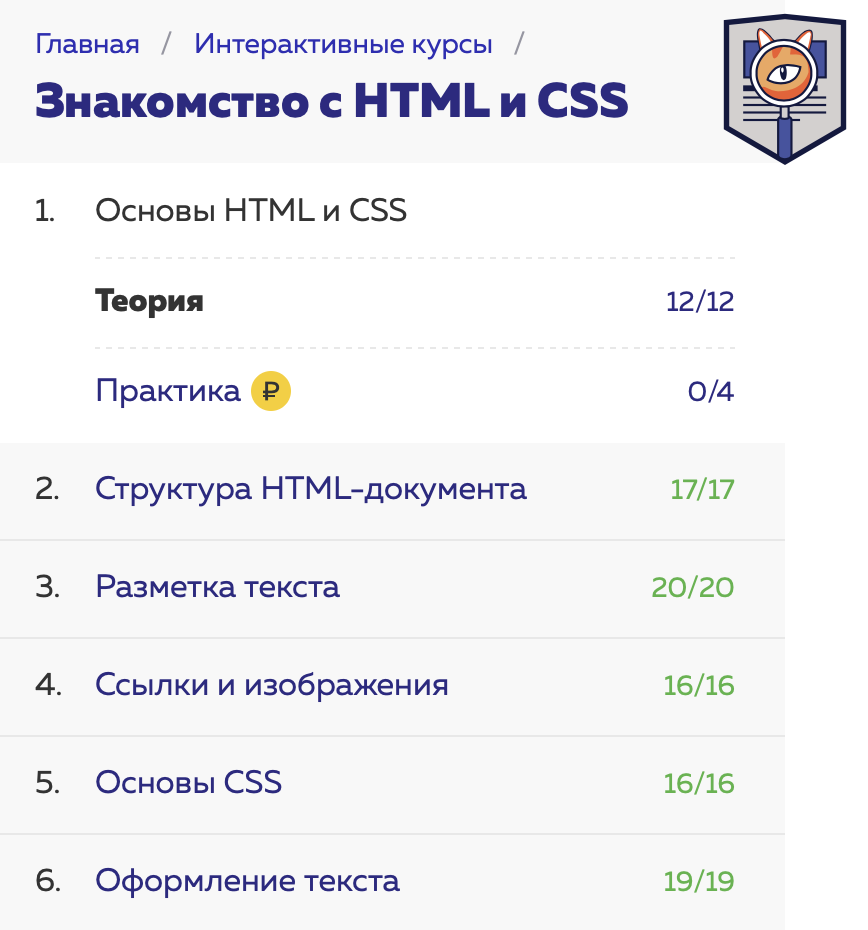 Главная / Интерактивные курсы /
Знакомство с HTML и CSS
1. Основы HTML и CSS
Теория 12/12
Практика ₽ 0/4
2. Структура HTML-документа 17/17
3. Разметка текста 20/20
4. Ссылки и изображения 16/16
5. Основы CSS 16/16
6. Оформление текста 19/19